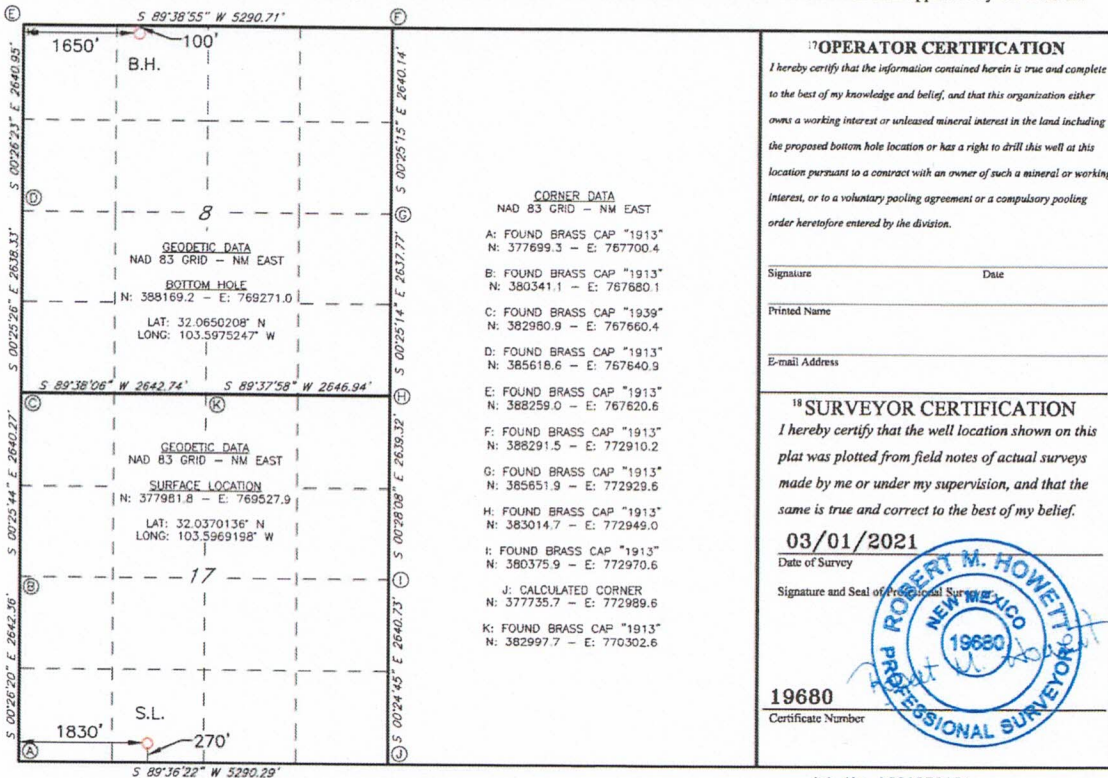 S 89°38'55" W 5290.71'
E
F
1650'
100'
B.H.
S 00°26'23" E 2640.95'
S 00°25'15" E 2640.14'
D
8
G
GEODETIC DATA
NAD 83 GRID – NM EAST
BOTTOM HOLE
N: 388169.2 – E: 769271.0
LAT: 32.0650208° N
LONG: 103.5975247° W
S 00°25'26" E 2638.33'
S 00°25'14" E 2637.77'
S 89°38'06" W 2642.74'
S 89°37'58" W 2646.94'
C
K
H
GEODETIC DATA
NAD 83 GRID – NM EAST
SURFACE LOCATION
N: 377981.8 – E: 769527.9
LAT: 32.0370136° N
LONG: 103.5969198° W
S 00°25'44" E 2640.27'
S 00°28'08" E 2639.32'
17
B
I
S 00°26'20" E 2642.36'
S 00°24'45" E 2640.73'
S.L.
1830'
270'
A
J
S 89°36'22" W 5290.29'
CORNER DATA
NAD 83 GRID – NM EAST
A: FOUND BRASS CAP "1913"
N: 377699.3 – E: 767700.4
B: FOUND BRASS CAP "1913"
N: 380341.1 – E: 767680.1
C: FOUND BRASS CAP "1939"
N: 382980.9 – E: 767660.4
D: FOUND BRASS CAP "1913"
N: 385618.6 – E: 767640.9
E: FOUND BRASS CAP "1913"
N: 388259.0 – E: 767620.6
F: FOUND BRASS CAP "1913"
N: 388291.5 – E: 772910.2
G: FOUND BRASS CAP "1913"
N: 385651.9 – E: 772929.6
H: FOUND BRASS CAP "1913"
N: 383014.7 – E: 772949.0
I: FOUND BRASS CAP "1913"
N: 380375.9 – E: 772970.6
J: CALCULATED CORNER
N: 377735.7 – E: 772989.6
K: FOUND BRASS CAP "1913"
N: 382997.7 – E: 770302.6
17 OPERATOR CERTIFICATION
I hereby certify that the information contained herein is true and complete
to the best of my knowledge and belief, and that this organization either
owns a working interest or unleased mineral interest in the land including
the proposed bottom hole location or has a right to drill this well at this
location pursuant to a contract with an owner of such a mineral or working
interest, or to a voluntary pooling agreement or a compulsory pooling
order heretofore entered by the division.
Signature Date
Printed Name
E-mail Address
18 SURVEYOR CERTIFICATION
I hereby certify that the well location shown on this
plat was plotted from field notes of actual surveys
made by me or under my supervision, and that the
same is true and correct to the best of my belief.
03/01/2021
Date of Survey
Signature and Seal of Professional Surveyor:
ROBERT M. HOWETT
NEW MEXICO
19680
PROFESSIONAL SURVEYOR
Robert M. Howett
19680
Certificate Number